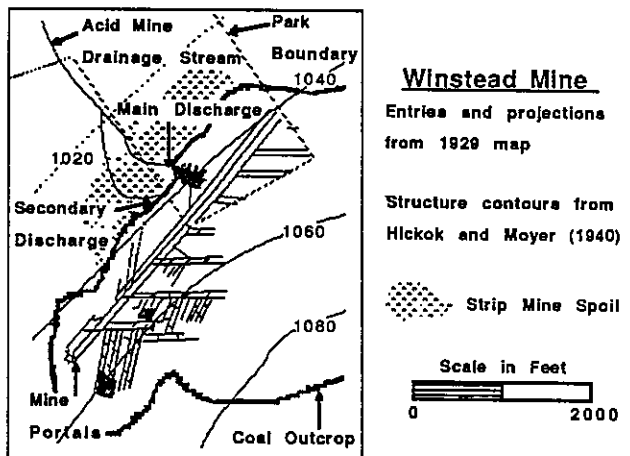 Acid Mine
Drainage Stream
Park
Boundary
1040
Main Discharge
1020
Secondary
Discharge
1060
1080
Mine
Portals
Coal Outcrop
Winstead Mine
Entries and projections
from 1929 map
Structure contours from
Hickok and Moyer (1940)
Strip Mine Spoil
Scale in Feet
0 2000